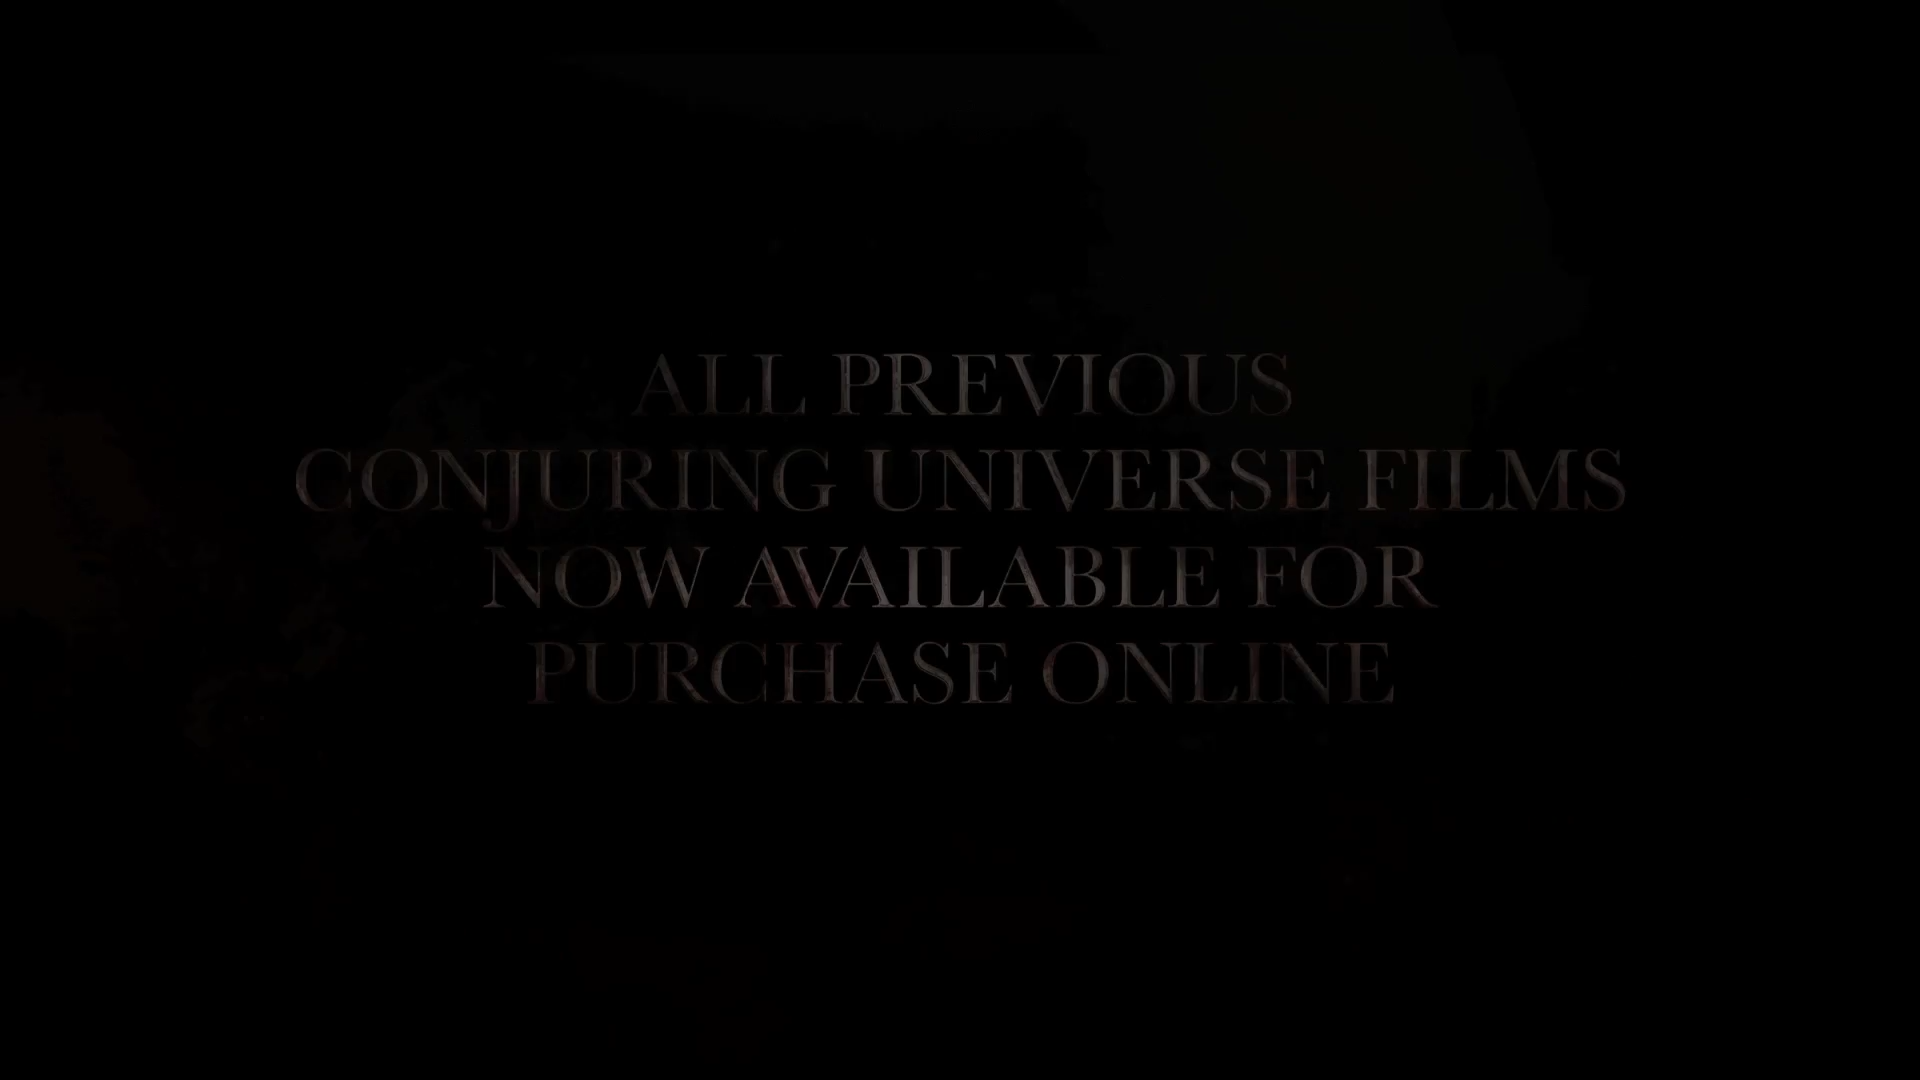 ALL PREVIOUS
CONJURING UNIVERSE FILMS
NOW AVAILABLE FOR
PURCHASE ONLINE